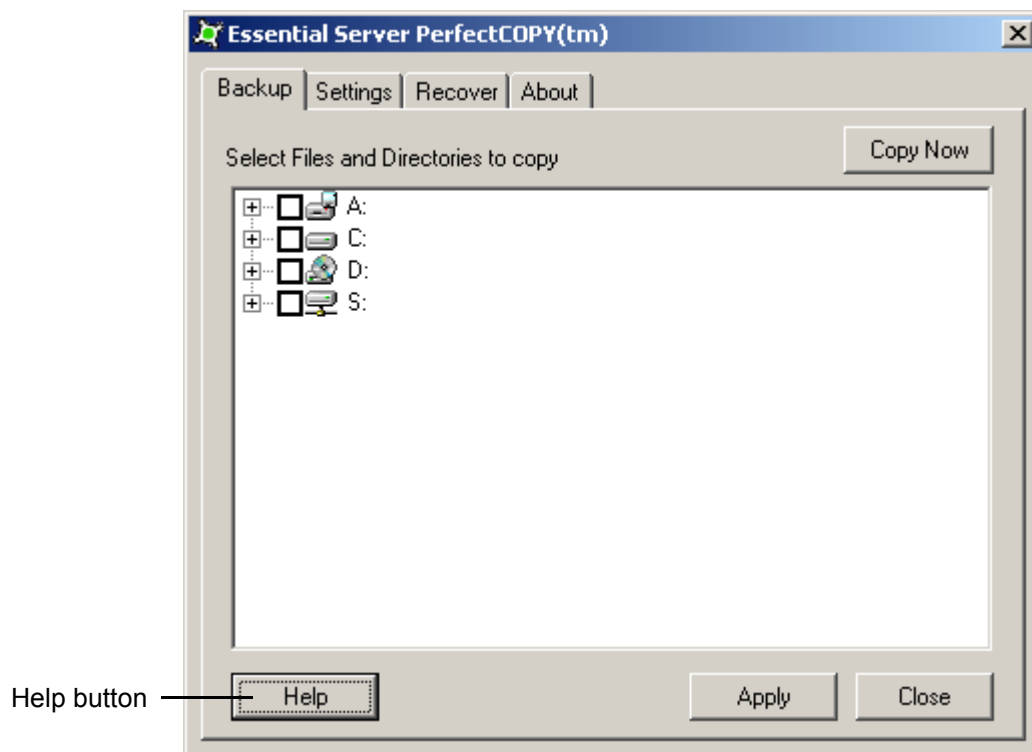 Essential Server PerfectCOPY(tm)
Backup Settings Recover About
Select Files and Directories to copy
Copy Now
A:
C:
D:
S:
Help button
Help Apply Close